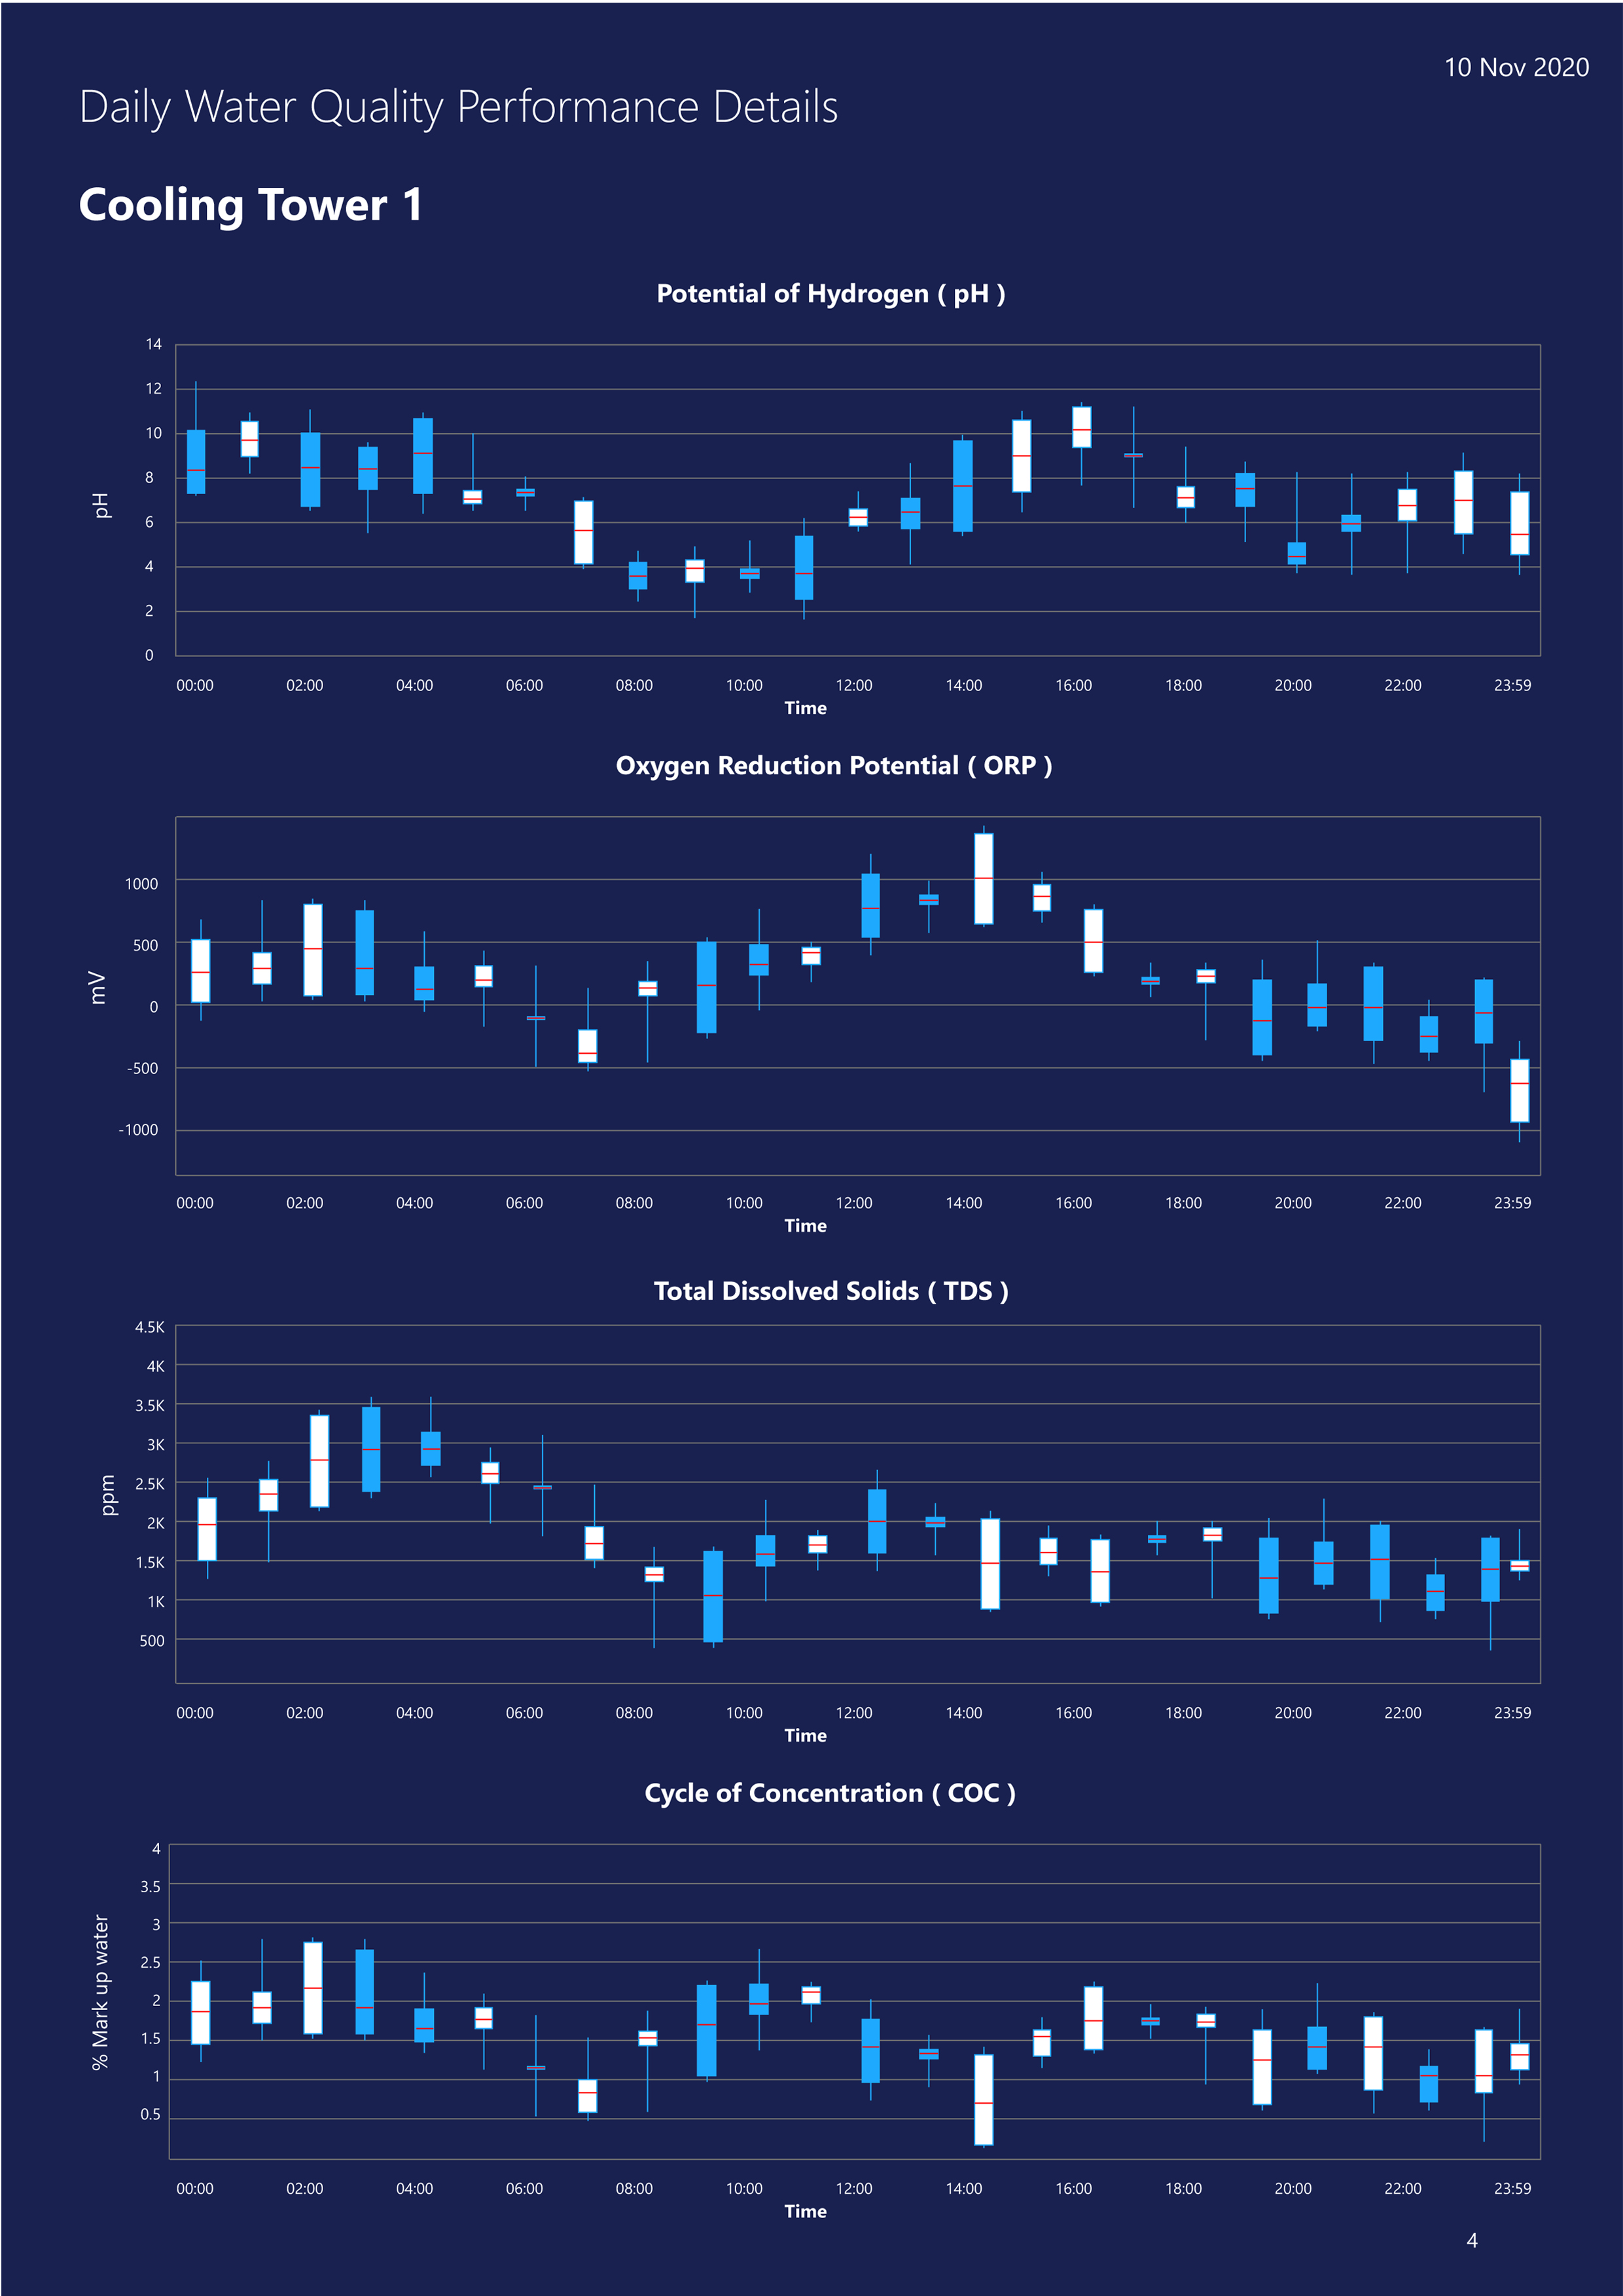 10 Nov 2020
Daily Water Quality Performance Details
Cooling Tower 1
Potential of Hydrogen ( pH )
pH
14
12
10
8
6
4
2
0
00:00 02:00 04:00 06:00 08:00 10:00 12:00 14:00 16:00 18:00 20:00 22:00 23:59
Time
Oxygen Reduction Potential ( ORP )
mV
1000
500
0
-500
-1000
00:00 02:00 04:00 06:00 08:00 10:00 12:00 14:00 16:00 18:00 20:00 22:00 23:59
Time
Total Dissolved Solids ( TDS )
ppm
4.5K
4K
3.5K
3K
2.5K
2K
1.5K
1K
500
00:00 02:00 04:00 06:00 08:00 10:00 12:00 14:00 16:00 18:00 20:00 22:00 23:59
Time
Cycle of Concentration ( COC )
% Mark up water
4
3.5
3
2.5
2
1.5
1
0.5
00:00 02:00 04:00 06:00 08:00 10:00 12:00 14:00 16:00 18:00 20:00 22:00 23:59
Time
4